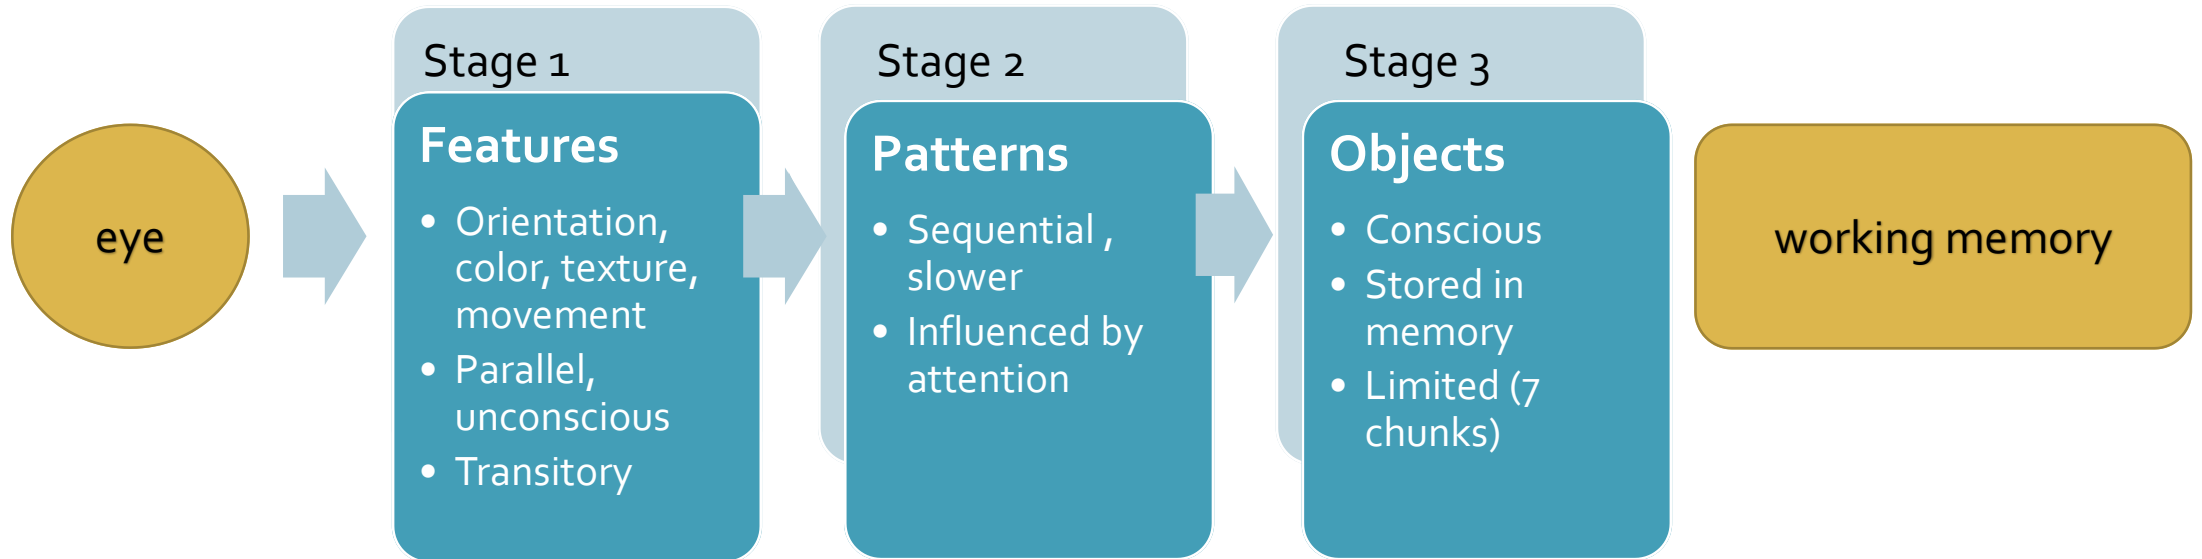 eye
Stage 1
Features
• Orientation,
color, texture,
movement
• Parallel,
unconscious
• Transitory
Stage 2
Patterns
• Sequential ,
slower
• Influenced by
attention
Stage 3
Objects
• Conscious
• Stored in
memory
• Limited (7
chunks)
working memory